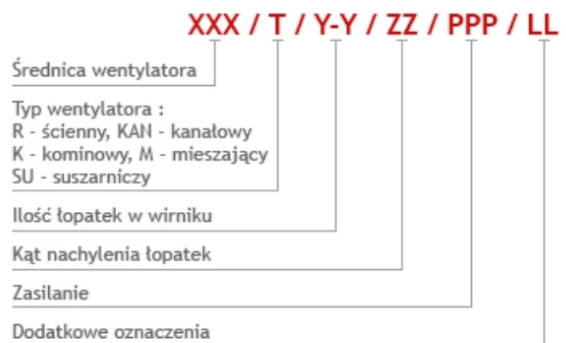 XXX / T / Y-Y / ZZ / PPP / LL
Średnica wentylatora
Typ wentylatora :
R - ścienny, KAN - kanałowy
K - kominowy, M - mieszający
SU - suszarniczy
Ilość łopatek w wirniku
Kąt nachylenia łopatek
Zasilanie
Dodatkowe oznaczenia